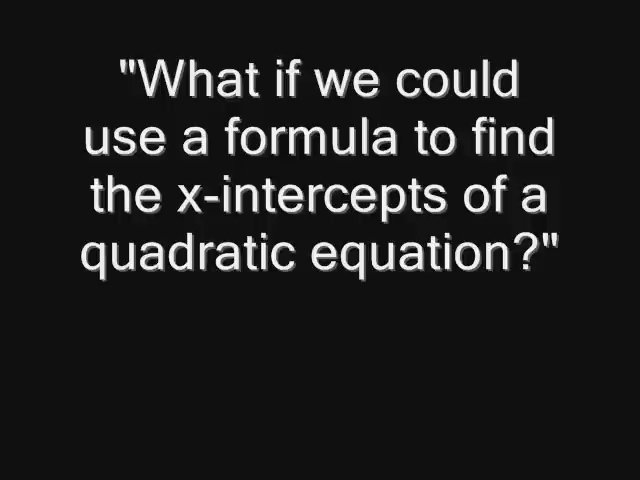 "What if we could
use a formula to find
the x-intercepts of a
quadratic equation?"